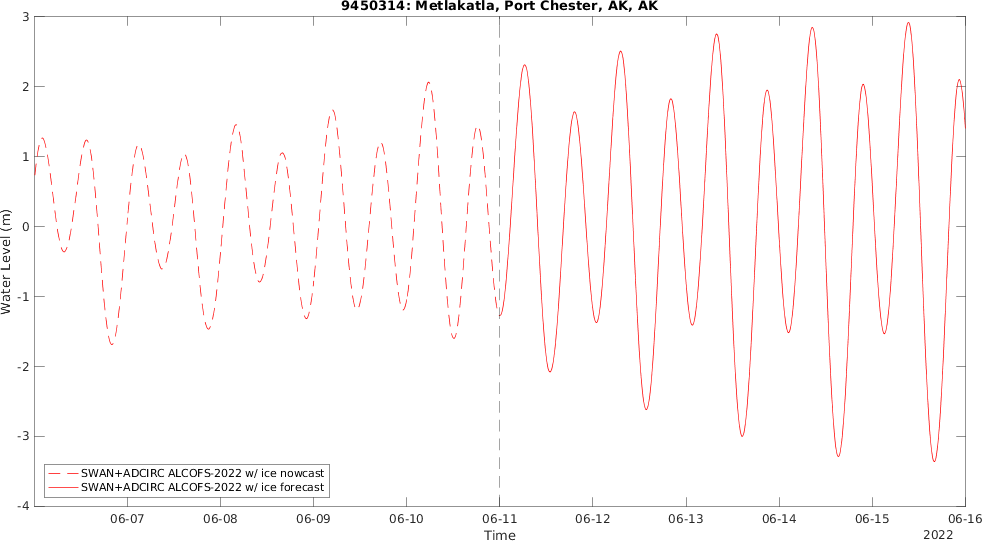 9450314: Metlakatla, Port Chester, AK, AK
3
2
1
0
-1
-2
-3
-4
Water Level (m)
SWAN+ADCIRC ALCOFS-2022 w/ ice nowcast
SWAN+ADCIRC ALCOFS-2022 w/ ice forecast
06-07 06-08 06-09 06-10 06-11 06-12 06-13 06-14 06-15 06-16
Time
2022